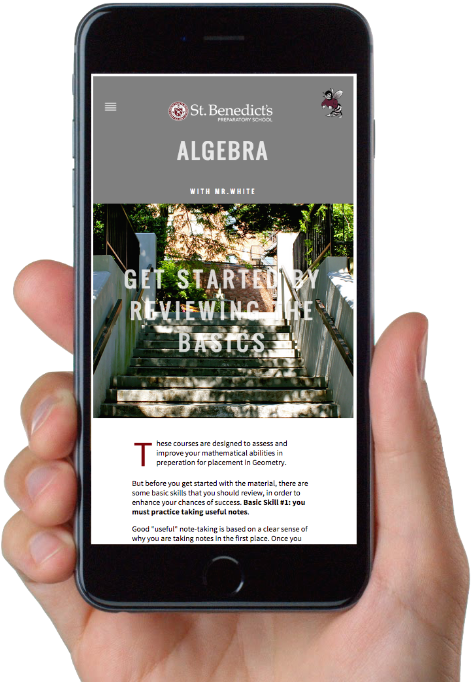 St. Benedict's
PREPARATORY SCHOOL
ALGEBRA
WITH MR.WHITE
GET STARTED BY
REVIEWING THE
BASICS
These courses are designed to assess and
improve your mathematical abilities in
preparation for placement in Geometry.
But before you get started with the material, there are
some basic skills that you should review, in order to
enhance your chances of success. Basic Skill #1: you
must practice taking useful notes.
Good "useful" note-taking is based on a clear sense of
why you are taking notes in the first place. Once you